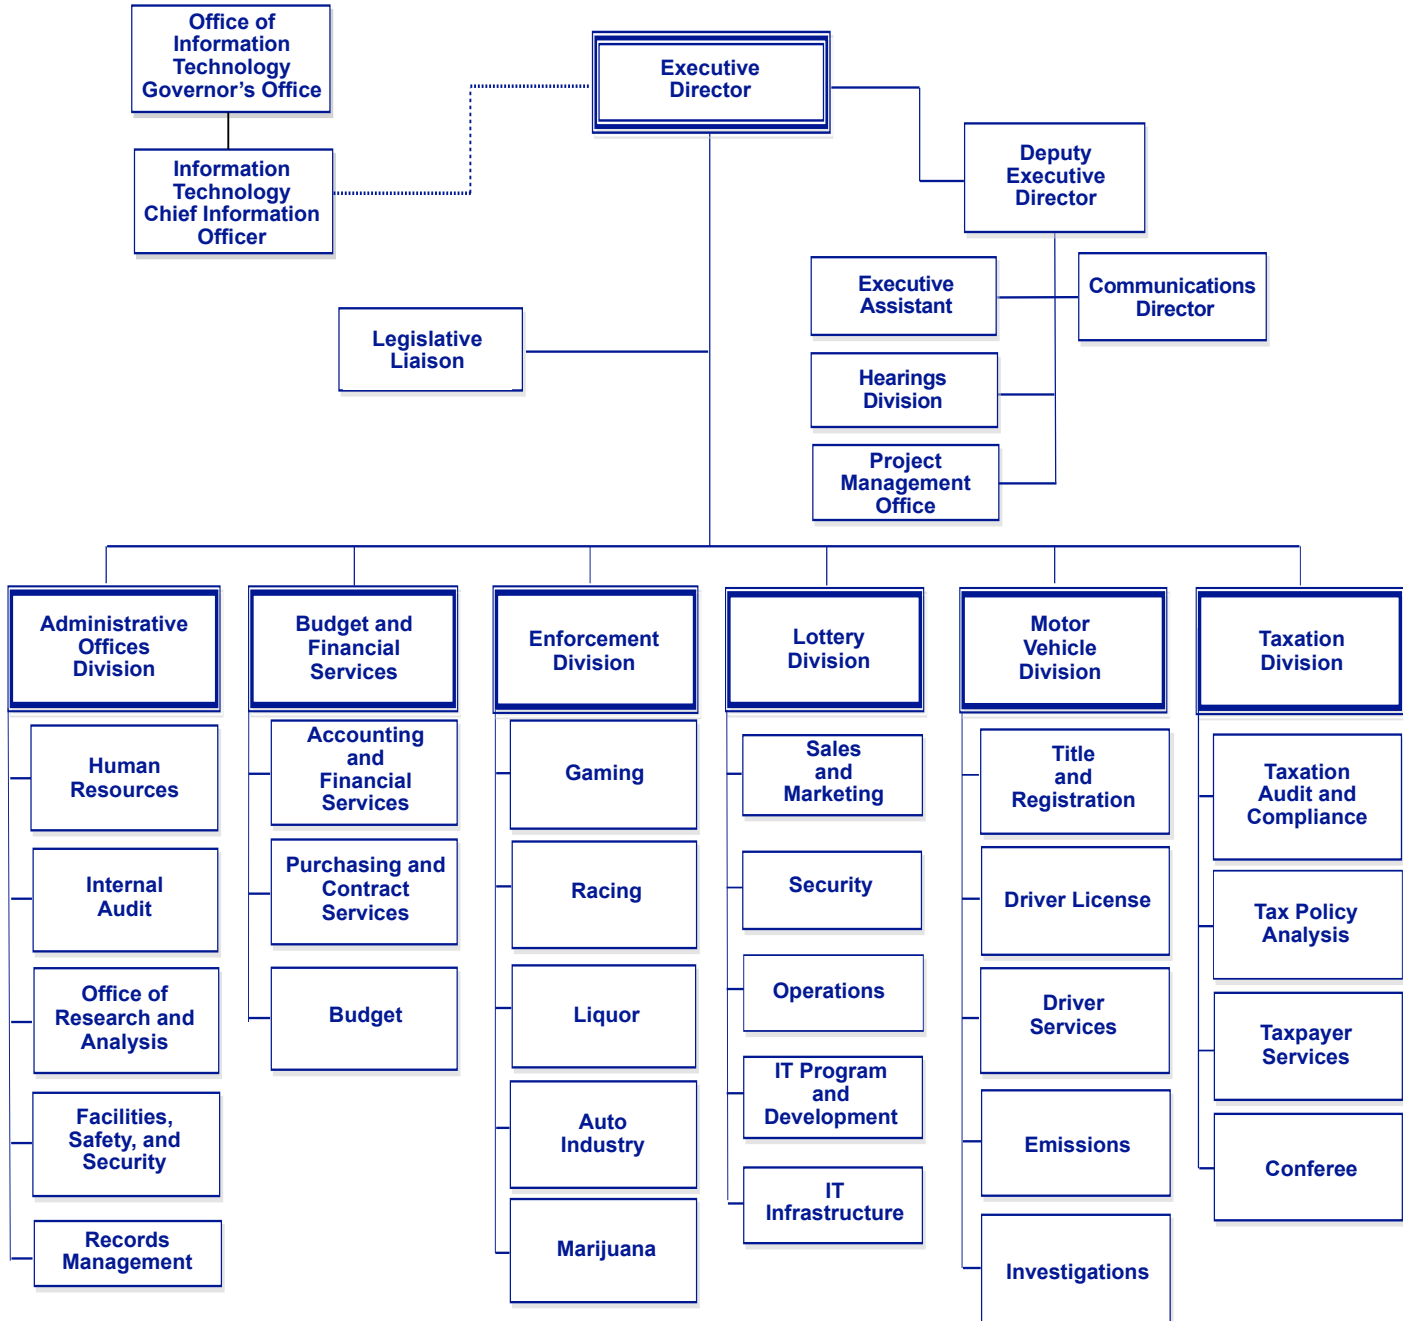 Office of
Information
Technology
Governor’s Office
Executive
Director
Information
Technology
Chief Information
Officer
Deputy
Executive
Director
Executive
Assistant
Communications
Director
Legislative
Liaison
Hearings
Division
Project
Management
Office
Administrative
Offices
Division
Budget and
Financial
Services
Enforcement
Division
Lottery
Division
Motor
Vehicle
Division
Taxation
Division
Human
Resources
Internal
Audit
Office of
Research and
Analysis
Facilities,
Safety, and
Security
Records
Management
Accounting
and
Financial
Services
Purchasing and
Contract
Services
Budget
Gaming
Racing
Liquor
Auto
Industry
Marijuana
Sales
and
Marketing
Security
Operations
IT Program
and
Development
IT
Infrastructure
Title
and
Registration
Driver License
Driver
Services
Emissions
Investigations
Taxation
Audit and
Compliance
Tax Policy
Analysis
Taxpayer
Services
Conferee